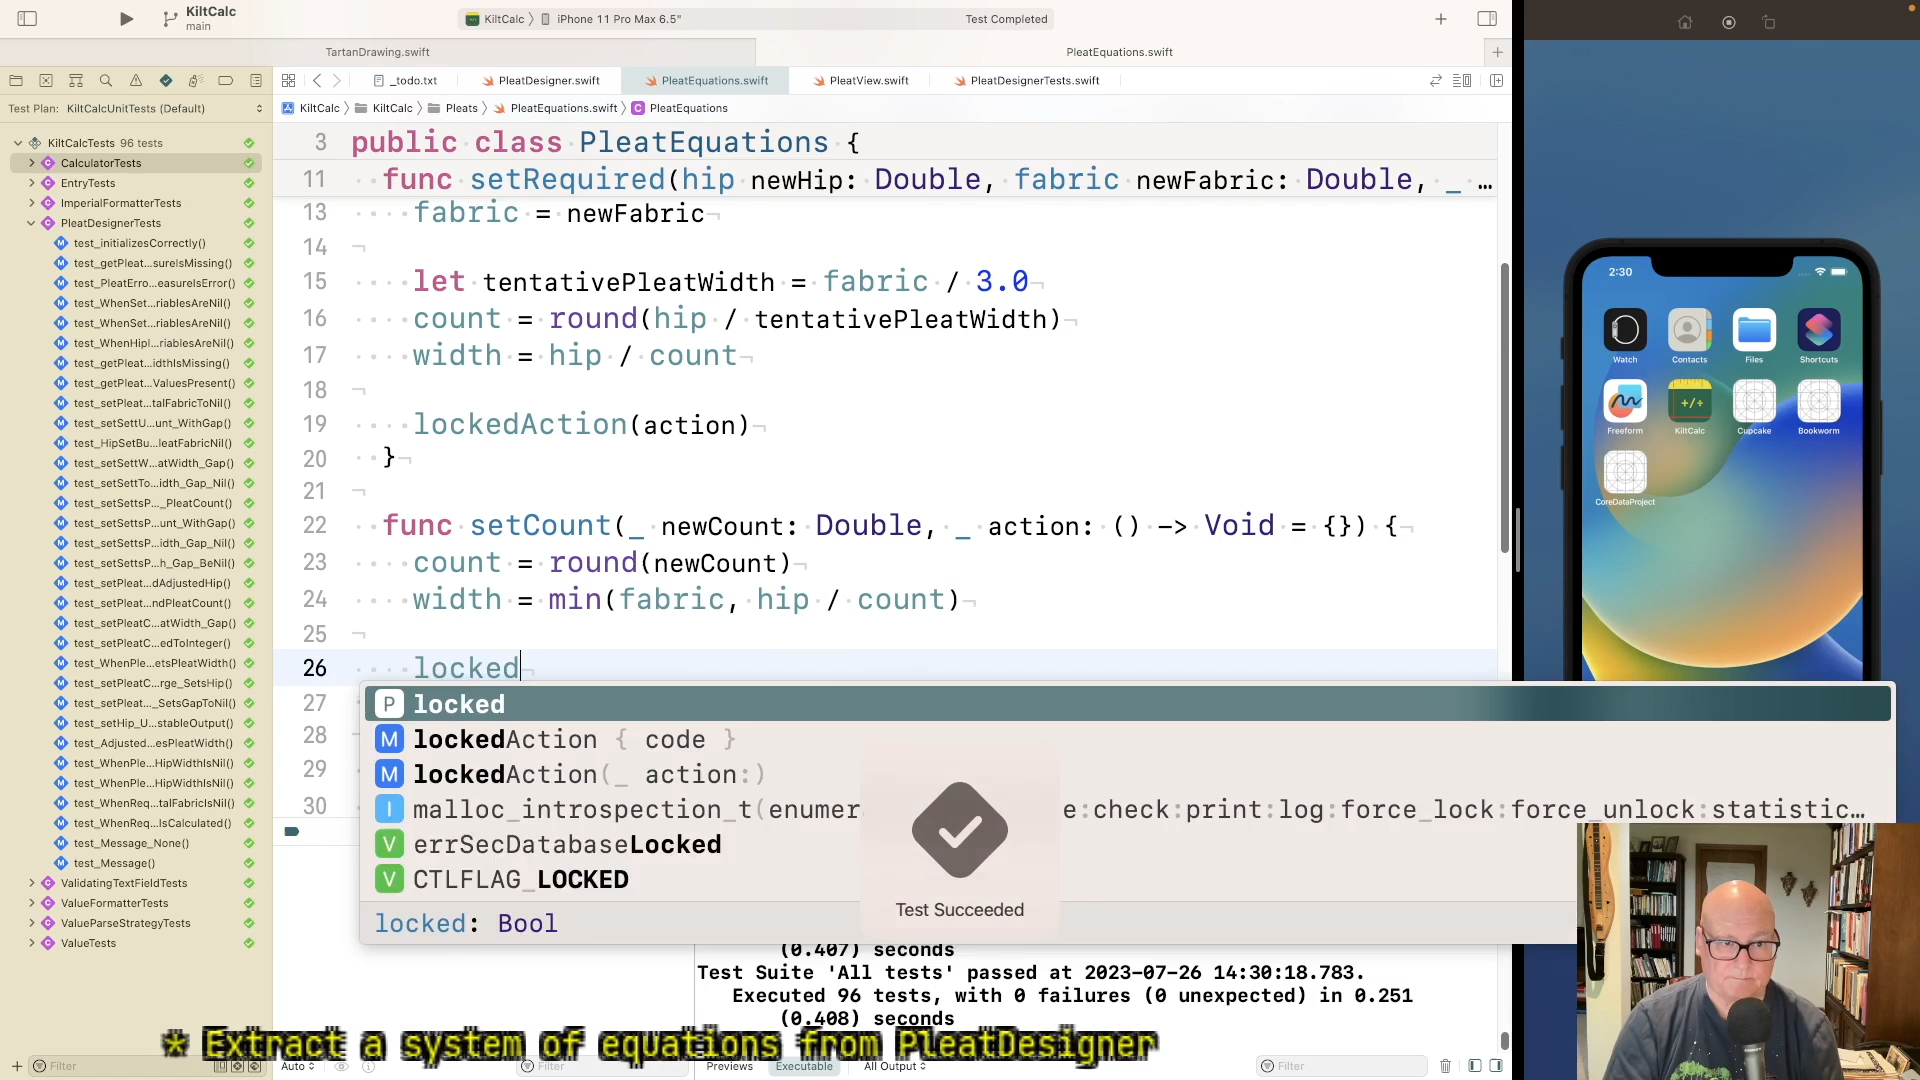 KiltCalc
main
KiltCalc
iPhone 11 Pro Max 6.5"
Test Completed
TartanDrawing.swift
PleatEquations.swift
_todo.txt
PleatDesigner.swift
PleatEquations.swift
PleatView.swift
PleatDesignerTests.swift
Test Plan: KiltCalcUnitTests (Default)
KiltCalc
KiltCalc
Pleats
PleatEquations.swift
C PleatEquations
KiltCalcTests 96 tests
C CalculatorTests
C EntryTests
C ImperialFormatterTests
C PleatDesignerTests
M test_initializesCorrectly()
M test_getPleat...sureIsMissing()
M test_PleatErro...easureIsError()
M test_WhenSet...riablesAreNil()
M test_WhenSet...riablesAreNil()
M test_WhenHipI...riablesAreNil()
M test_getPleat...idthIsMissing()
M test_getPleat...ValuesPresent()
M test_setPleat...talFabricToNil()
M test_setSettU...unt_WithGap()
M test_HipSetBu...leatFabricNil()
M test_setSettW...atWidth_Gap()
M test_setSettTo...idth_Gap_Nil()
M test_setSettsP..._PleatCount()
M test_setSettsP...unt_WithGap()
M test_setSettsP...idth_Gap_Nil()
M test_setSettsP...h_Gap_BeNil()
M test_setPleat...dAdjustedHip()
M test_setPleat...ndPleatCount()
M test_setPleatC...atWidth_Gap()
M test_setPleatC...edToInteger()
M test_WhenPle...etsPleatWidth()
M test_setPleatC...rge_SetsHip()
M test_setPleat..._SetsGapToNil()
M test_setHip_U...stableOutput()
M test_Adjusted...esPleatWidth()
M test_WhenPle...HipWidthIsNil()
M test_WhenPle...HipWidthIsNil()
M test_WhenReq...talFabricIsNil()
M test_WhenReq...IsCalculated()
M test_Message_None()
M test_Message()
C ValidatingTextFieldTests
C ValueFormatterTests
C ValueParseStrategyTests
C ValueTests
Filter
3 public class PleatEquations {
11 func setRequired(hip newHip: Double, fabric newFabric: Double, _ …
13 fabric = newFabric¬
14 ¬
15 let tentativePleatWidth = fabric / 3.0¬
16 count = round(hip / tentativePleatWidth)¬
17 width = hip / count¬
18 ¬
19 lockedAction(action)¬
20 }¬
21 ¬
22 func setCount(_ newCount: Double, _ action: () -> Void = {}) {¬
23 count = round(newCount)¬
24 width = min(fabric, hip / count)¬
25 ¬
26 locked¬
27
28
29
30
P locked
M lockedAction { code }
M lockedAction(_ action:)
I malloc_introspection_t(enumer
e:check:print:log:force_lock:force_unlock:statistic…
V errSecDatabaseLocked
V CTLFLAG_LOCKED
locked: Bool
Test Succeeded
(0.407) seconds
Test Suite 'All tests' passed at 2023-07-26 14:30:18.783.
Executed 96 tests, with 0 failures (0 unexpected) in 0.251
(0.408) seconds
* Extract a system of equations from PleatDesigner
Auto
Filter
Previews
Executable
All Output
Filter
2:30
Watch
Contacts
Files
Shortcuts
+/÷
Freeform
KiltCalc
Cupcake
Bookworm
CoreDataProject